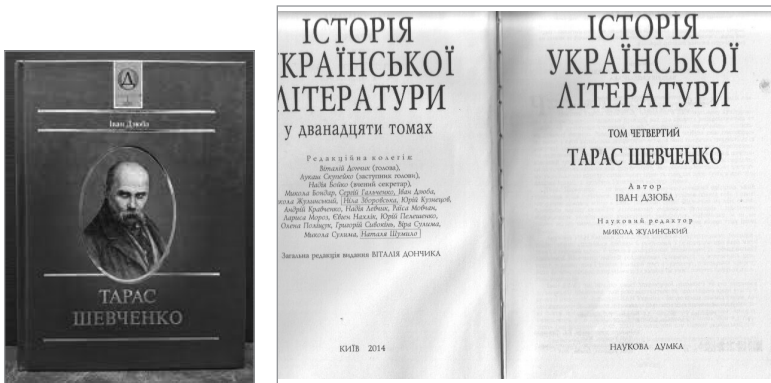 Іван Дзюба
ТАРАС
ШЕВЧЕНКО
ІСТОРІЯ
КРАЇНСЬКОЇ
ЛІТЕРАТУРИ
у дванадцяти томах
Редакційна колегія
Віталій Дончик (голова),
Лукаш Скупейко (заступник голови),
Надія Бойко (вчений секретар),
Микола Бондар, Сергій Гальченко, Іван Дзюба,
кола Жулинський, Ніла Зборовська, Юрій Кузнецов,
Андрій Кравченко, Надія Левчик, Раїса Мовчан,
Лариса Мороз, Євген Нахлік, Юрій Пелешенко,
Олена Поліщук, Григорій Сивокінь, Віра Сулима,
Микола Сулима, Наталя Шумило
Загальна редакція видання ВІТАЛІЯ ДОНЧИКА
КИЇВ 2014
ІСТОРІЯ
УКРАЇНСЬКОЇ
ЛІТЕРАТУРИ
ТОМ ЧЕТВЕРТИЙ
ТАРАС ШЕВЧЕНКО
Автор
ІВАН ДЗЮБА
Науковий редактор
МИКОЛА ЖУЛИНСЬКИЙ
НАУКОВА ДУМКА